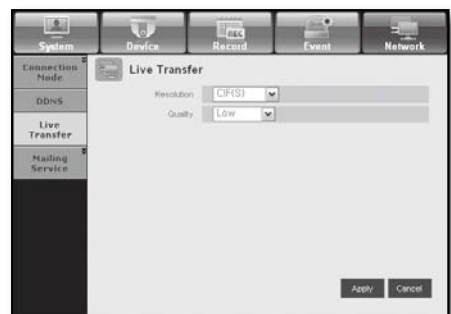 REC
System Device Record Event Network
Connection Mode
DDNS
Live Transfer
Mailing Service
Live Transfer
Resolution CIF(S)
Quality Low
Apply Cancel